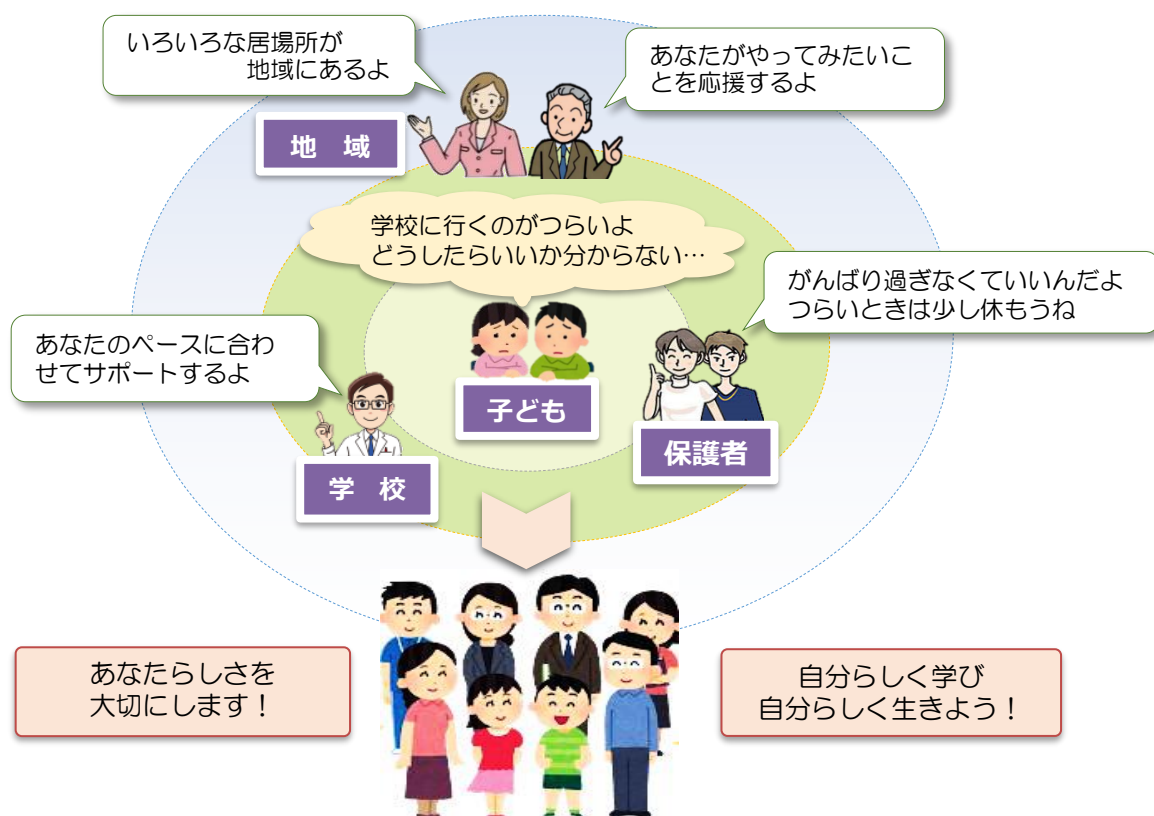 いろいろな居場所が
地域にあるよ
あなたがやってみたいこ
とを応援するよ
地 域
学校に行くのがつらいよ
どうしたらいいか分からない…
がんばり過ぎなくていいんだよ
つらいときは少し休もうね
あなたのペースに合わ
せてサポートするよ
子ども
保護者
学 校
あなたらしさを
大切にします！
自分らしく学び
自分らしく生きよう！